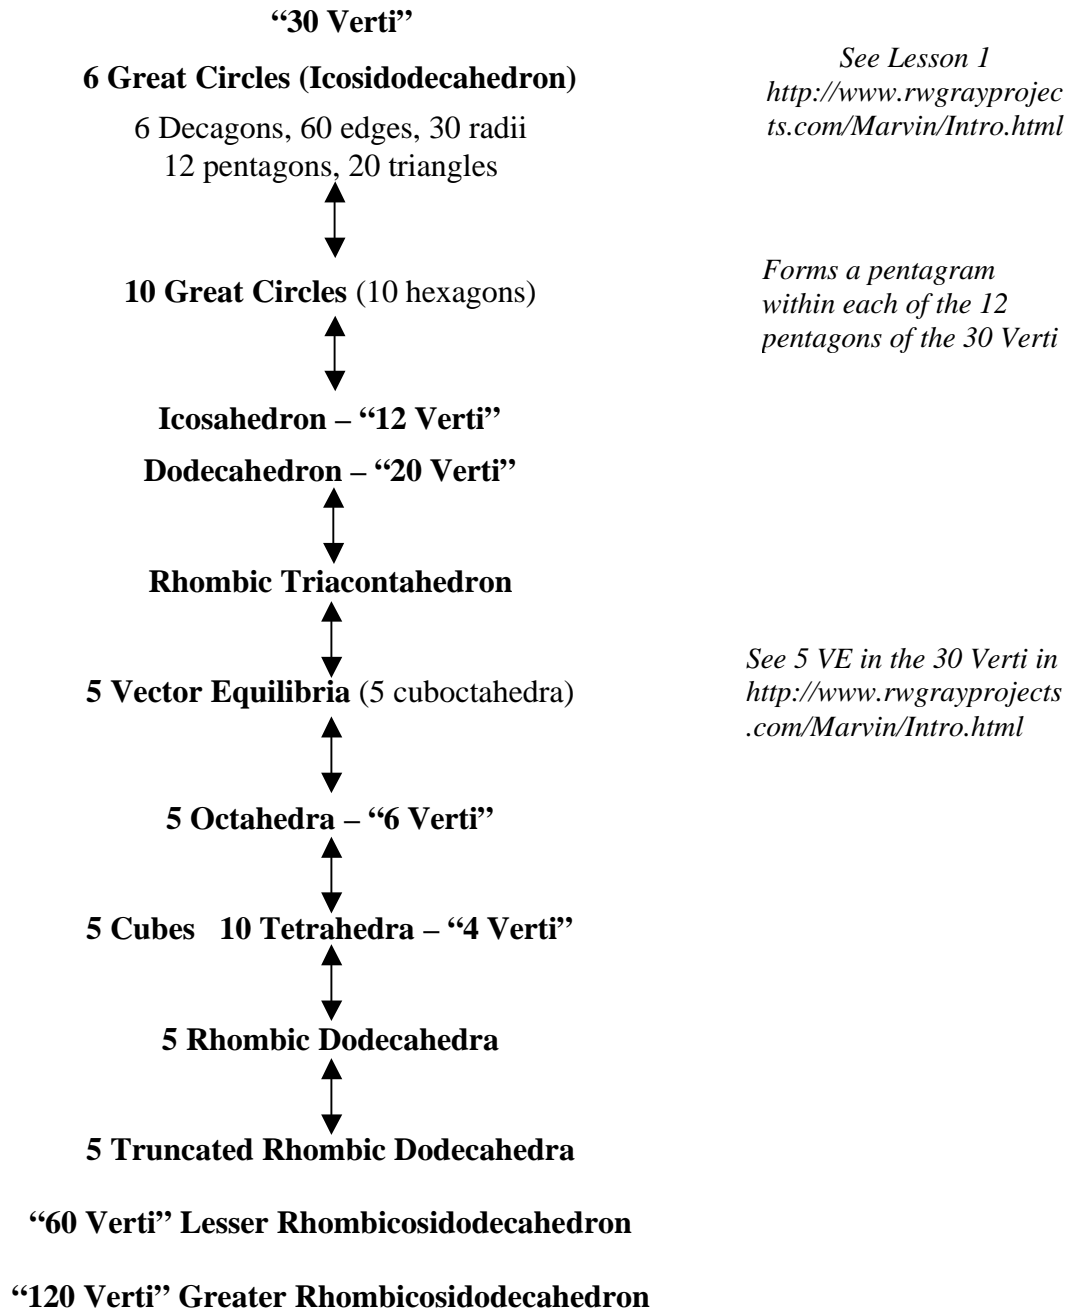 “30 Verti”
6 Great Circles (Icosidodecahedron)
6 Decagons, 60 edges, 30 radii
12 pentagons, 20 triangles
See Lesson 1
http://www.rwgrayprojec
ts.com/Marvin/Intro.html
10 Great Circles (10 hexagons)
Forms a pentagram
within each of the 12
pentagons of the 30 Verti
Icosahedron – “12 Verti”
Dodecahedron – “20 Verti”
Rhombic Triacontahedron
5 Vector Equilibria (5 cuboctahedra)
See 5 VE in the 30 Verti in
http://www.rwgrayprojects
.com/Marvin/Intro.html
5 Octahedra – “6 Verti”
5 Cubes   10 Tetrahedra – “4 Verti”
5 Rhombic Dodecahedra
5 Truncated Rhombic Dodecahedra
“60 Verti” Lesser Rhombicosidodecahedron
“120 Verti” Greater Rhombicosidodecahedron